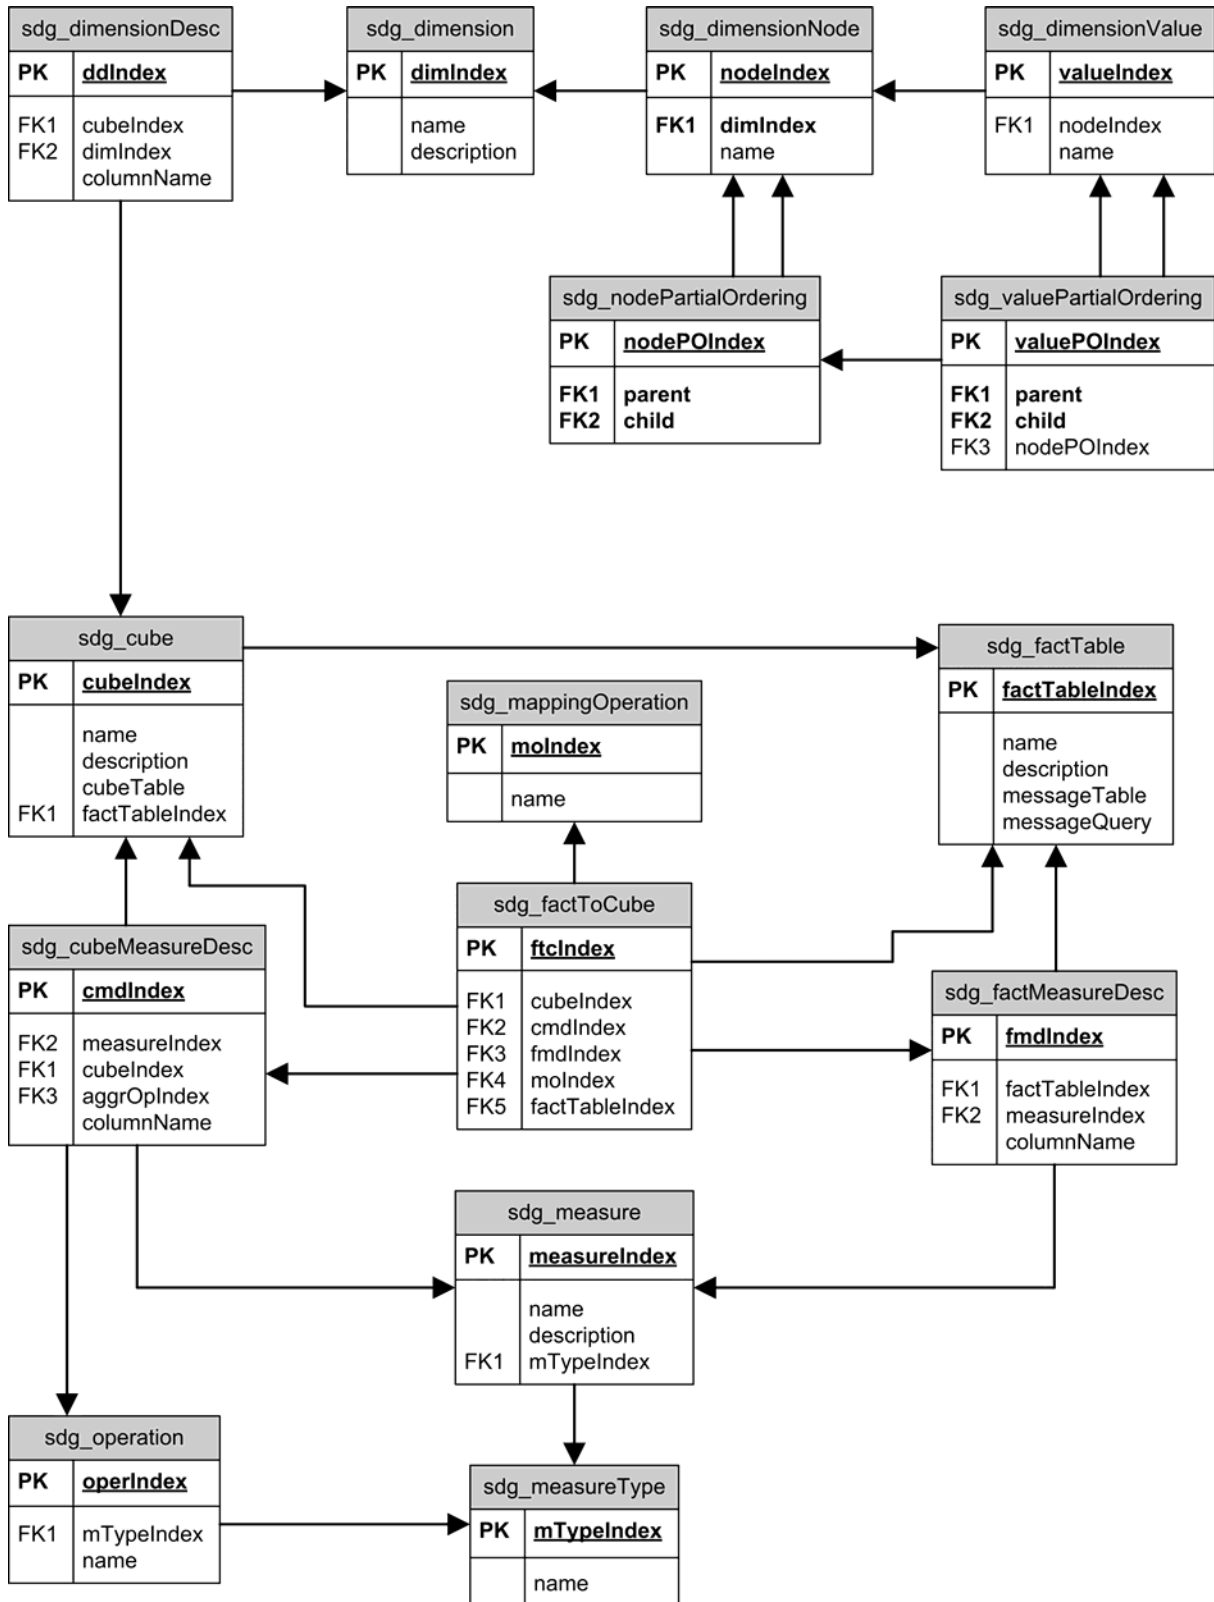 sdg_dimensionDesc
PK ddIndex
FK1 cubeIndex
FK2 dimIndex
columnName
sdg_dimension
PK dimIndex
name
description
sdg_dimensionNode
PK nodeIndex
FK1 dimIndex
name
sdg_dimensionValue
PK valueIndex
FK1 nodeIndex
name
sdg_nodePartialOrdering
PK nodePOIndex
FK1 parent
FK2 child
sdg_valuePartialOrdering
PK valuePOIndex
FK1 parent
FK2 child
FK3 nodePOIndex
sdg_cube
PK cubeIndex
name
description
cubeTable
FK1 factTableIndex
sdg_mappingOperation
PK moIndex
name
sdg_factTable
PK factTableIndex
name
description
messageTable
messageQuery
sdg_cubeMeasureDesc
PK cmdIndex
FK2 measureIndex
FK1 cubeIndex
FK3 aggrOpIndex
columnName
sdg_factToCube
PK ftcIndex
FK1 cubeIndex
FK2 cmdIndex
FK3 fmdIndex
FK4 moIndex
FK5 factTableIndex
sdg_factMeasureDesc
PK fmdIndex
FK1 factTableIndex
FK2 measureIndex
columnName
sdg_measure
PK measureIndex
name
description
FK1 mTypeIndex
sdg_operation
PK operIndex
FK1 mTypeIndex
name
sdg_measureType
PK mTypeIndex
name